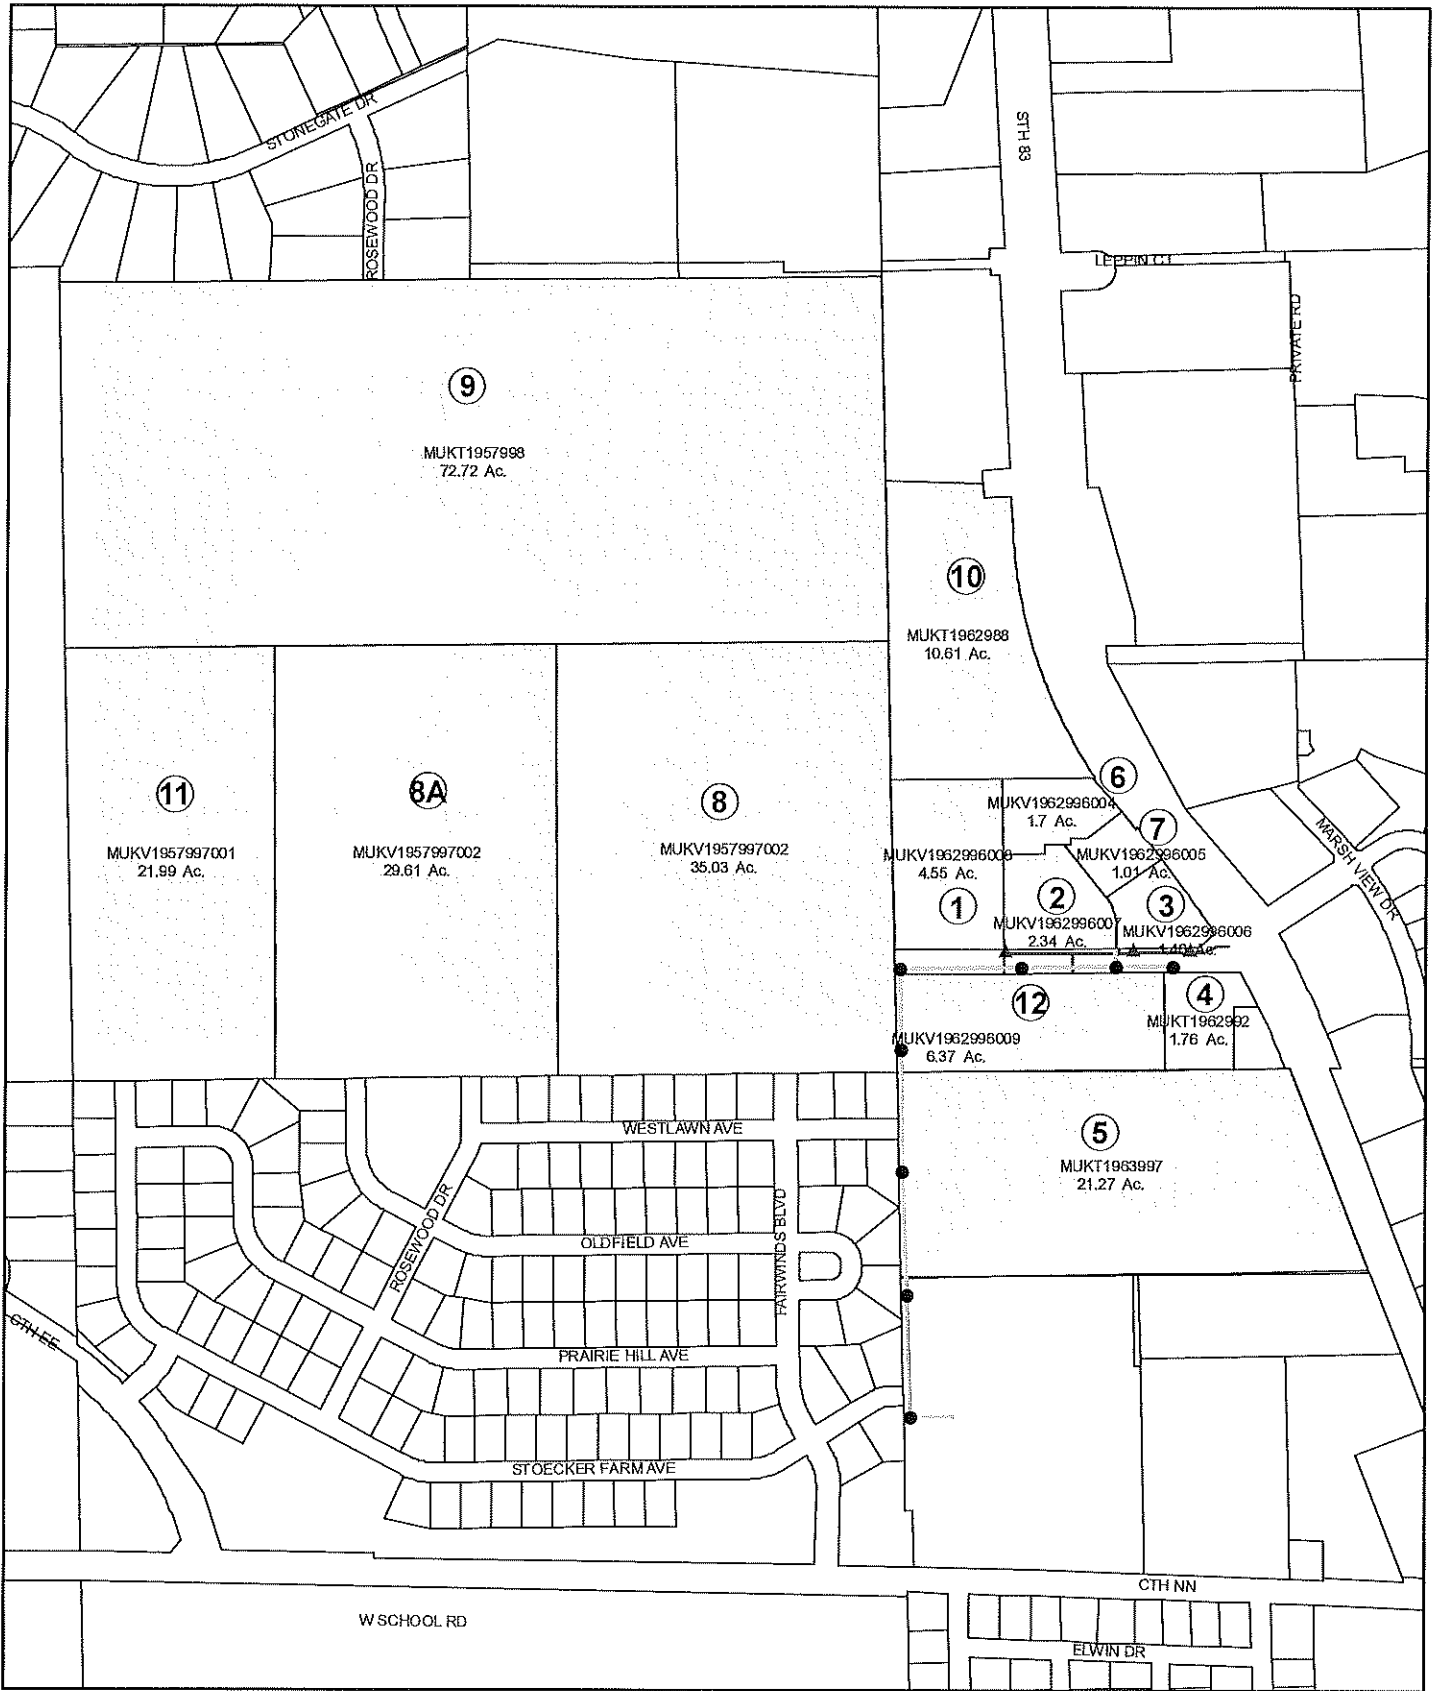 STONEGATE DR
ROSEWOOD DR
STH 83
LEPPIN CT
PRIVATE RD
9
MUKT1957998
72.72 Ac.
10
MUKT1962988
10.61 Ac.
11
MUKV1957997001
21.99 Ac.
8A
MUKV1957997002
29.61 Ac.
8
MUKV1957997002
35.03 Ac.
6
MUKV1962996004
1.7 Ac.
7
MUKV1962996005
1.01 Ac.
MARSH VIEW DR
MUKV1962996008
4.55 Ac.
1
2
MUKV1962996007
2.34 Ac.
3
MUKV1962996006
1.40 Ac.
12
MUKV1962996009
6.37 Ac.
4
MUKT1962992
1.76 Ac.
5
MUKT1963997
21.27 Ac.
WESTLAWN AVE
ROSEWOOD DR
OLDFIELD AVE
FAIRWINDS BLVD
CTH EE
PRAIRIE HILL AVE
STOECKER FARM AVE
CTH NN
W SCHOOL RD
ELWIN DR